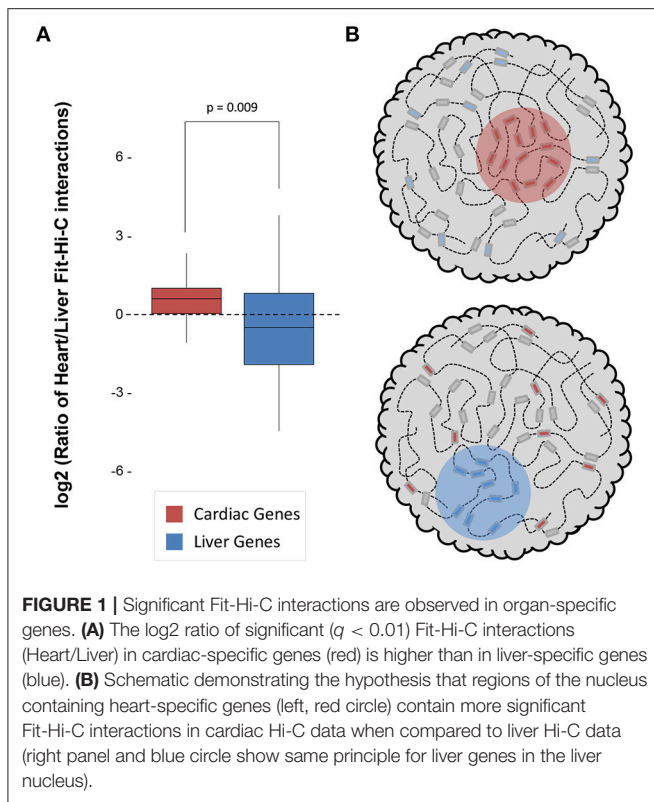 A
B
log2 (Ratio of Heart/Liver Fit-Hi-C interactions)
p = 0.009
6 -
3 -
0 -
-3 -
-6 -
Cardiac Genes
Liver Genes
FIGURE 1 | Significant Fit-Hi-C interactions are observed in organ-specific
genes. (A) The log2 ratio of significant (q < 0.01) Fit-Hi-C interactions
(Heart/Liver) in cardiac-specific genes (red) is higher than in liver-specific genes
(blue). (B) Schematic demonstrating the hypothesis that regions of the nucleus
containing heart-specific genes (left, red circle) contain more significant
Fit-Hi-C interactions in cardiac Hi-C data when compared to liver Hi-C data
(right panel and blue circle show same principle for liver genes in the liver
nucleus).